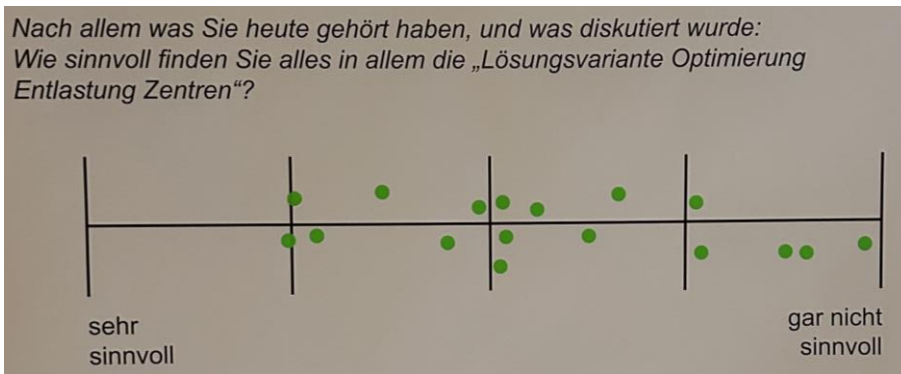 Nach allem was Sie heute gehört haben, und was diskutiert wurde:
Wie sinnvoll finden Sie alles in allem die „Lösungsvariante Optimierung
Entlastung Zentren“?
sehr
sinnvoll
gar nicht
sinnvoll